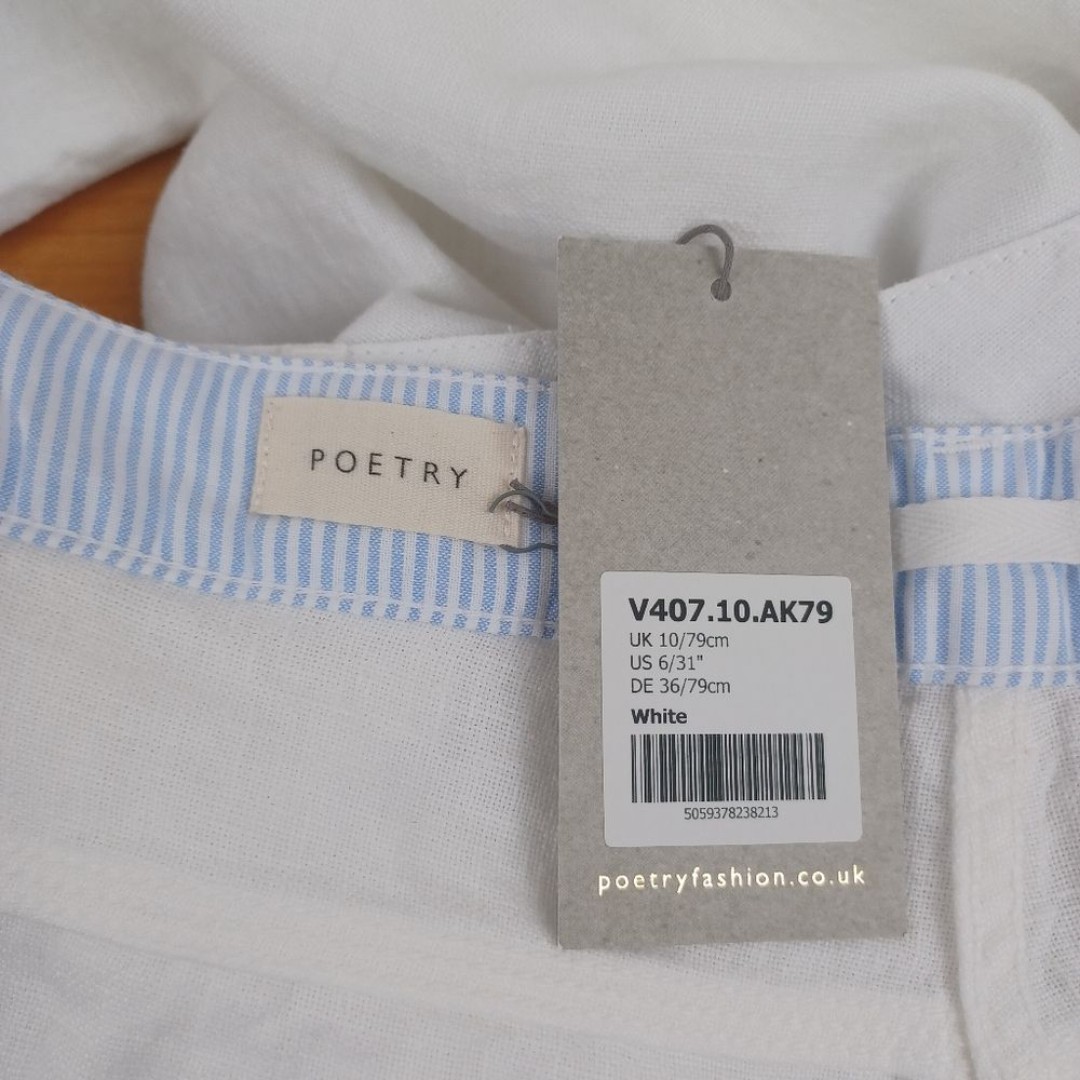 POETRY
V407.10.AK79
UK 10/79cm
US 6/31"
DE 36/79cm
White
5059378238213
poetryfashion.co.uk